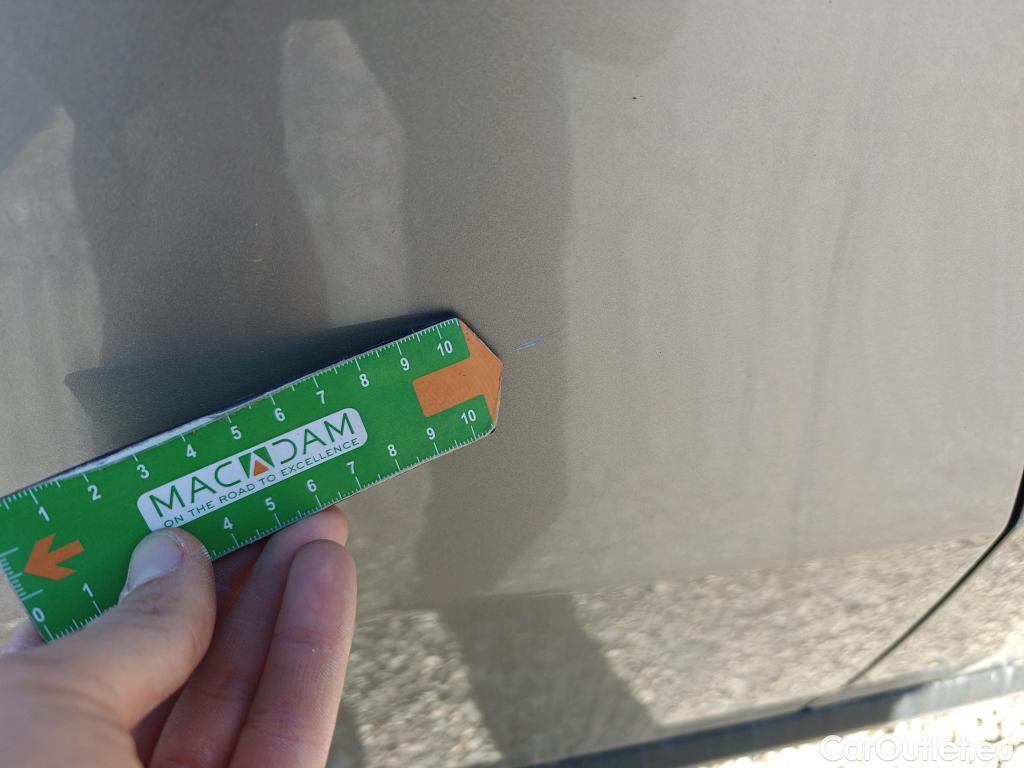 1 2 3 4 5 6 7 8 9 10
MACADAM
ON THE ROAD TO EXCELLENCE
0 1 4 5 6 7 8 9 10
CarOutlet.eu